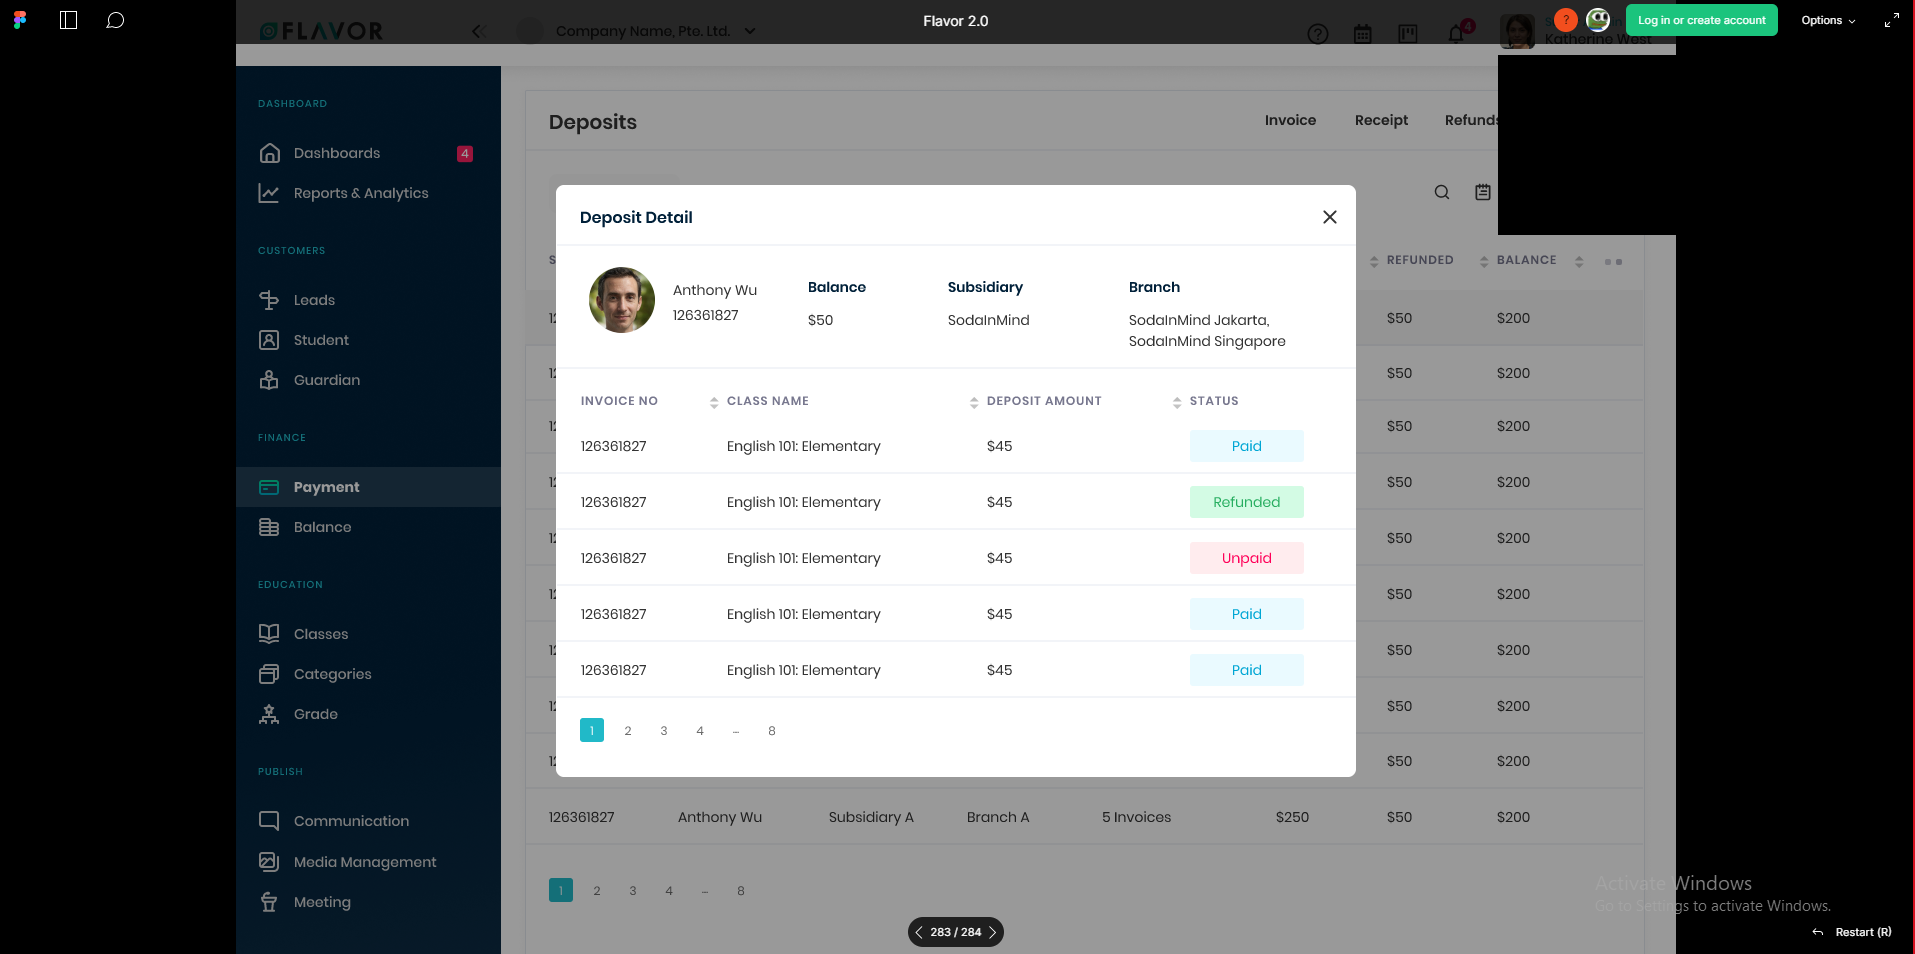 Flavor 2.0
?
Log in or create account
Options
FLAVOR
Company Name, Pte. Ltd.
4
Katherine West
DASHBOARD
Dashboards
4
Reports & Analytics
CUSTOMERS
Leads
Student
Guardian
FINANCE
Payment
Balance
EDUCATION
Classes
Categories
Grade
PUBLISH
Communication
Media Management
Meeting
Deposits
Invoice
Receipt
Refunds
REFUNDED
BALANCE
$50 $200
$50 $200
$50 $200
$50 $200
$50 $200
$50 $200
$50 $200
$50 $200
$50 $200
126361827 Anthony Wu Subsidiary A Branch A 5 Invoices $250 $50 $200
1 2 3 4 ... 8
Deposit Detail
Anthony Wu
126361827
Balance
$50
Subsidiary
SodaInMind
Branch
SodaInMind Jakarta,
SodaInMind Singapore
INVOICE NO CLASS NAME DEPOSIT AMOUNT STATUS
126361827 English 101: Elementary $45 Paid
126361827 English 101: Elementary $45 Refunded
126361827 English 101: Elementary $45 Unpaid
126361827 English 101: Elementary $45 Paid
126361827 English 101: Elementary $45 Paid
1 2 3 4 ... 8
283 / 284
Activate Windows
Go to Settings to activate Windows.
Restart (R)